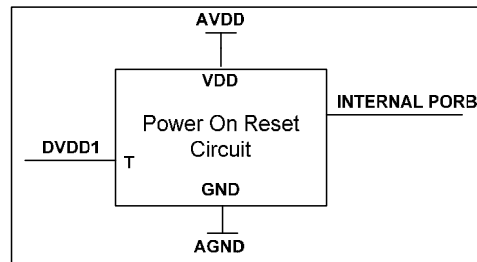 AVDD
VDD
INTERNAL PORB
Power On Reset
Circuit
DVDD1
T
GND
AGND